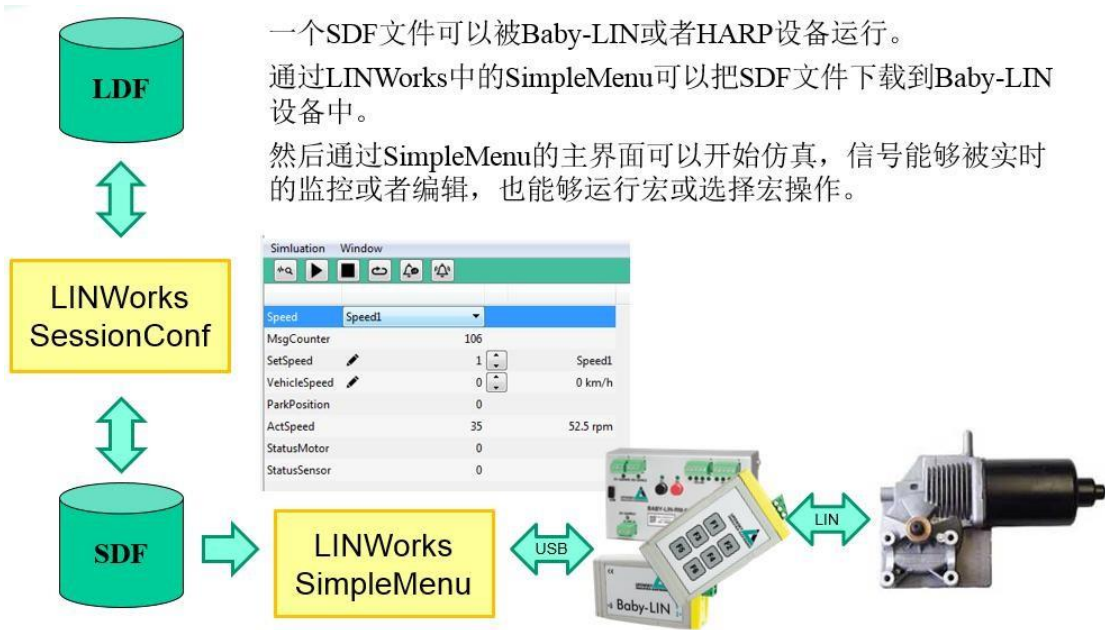 一个SDF文件可以被Baby-LIN或者HARP设备运行。
通过LINWorks中的SimpleMenu可以把SDF文件下载到Baby-LIN
设备中。
然后通过SimpleMenu的主界面可以开始仿真，信号能够被实时
的监控或者编辑，也能够运行宏或选择宏操作。
LDF
LINWorks
SessionConf
SDF
Simluation Window
Speed Speed1
MsgCounter 106
SetSpeed 1 Speed1
VehicleSpeed 0 0 km/h
ParkPosition 0
ActSpeed 35 52.5 rpm
StatusMotor 0
StatusSensor 0
LINWorks
SimpleMenu
USB
F1
F2
F3
F4
F5
F6
Baby-LIN
LIN